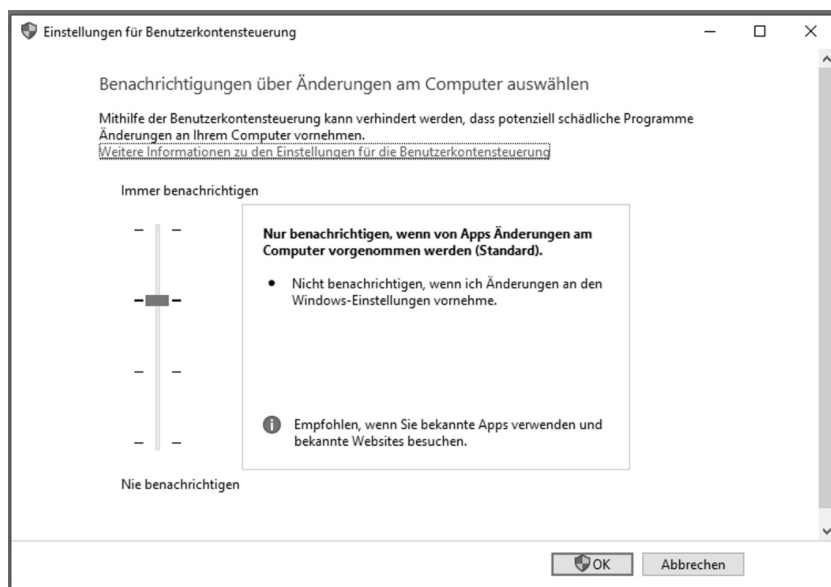 Einstellungen für Benutzerkontensteuerung
Benachrichtigungen über Änderungen am Computer auswählen
Mithilfe der Benutzerkontensteuerung kann verhindert werden, dass potenziell schädliche Programme
Änderungen an Ihrem Computer vornehmen.
Weitere Informationen zu den Einstellungen für die Benutzerkontensteuerung
Immer benachrichtigen
Nur benachrichtigen, wenn von Apps Änderungen am
Computer vorgenommen werden (Standard).
• Nicht benachrichtigen, wenn ich Änderungen an den
Windows-Einstellungen vornehme.
Empfohlen, wenn Sie bekannte Apps verwenden und
bekannte Websites besuchen.
Nie benachrichtigen
OK Abbrechen